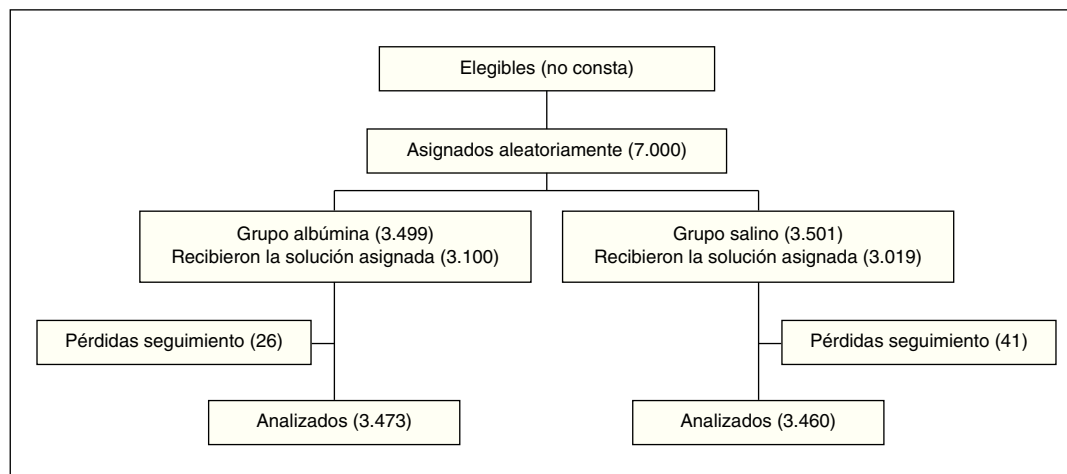 Elegibles (no consta)
Asignados aleatoriamente (7.000)
Grupo albúmina (3.499)
Recibieron la solución asignada (3.100)
Grupo salino (3.501)
Recibieron la solución asignada (3.019)
Pérdidas seguimiento (26)
Pérdidas seguimiento (41)
Analizados (3.473)
Analizados (3.460)